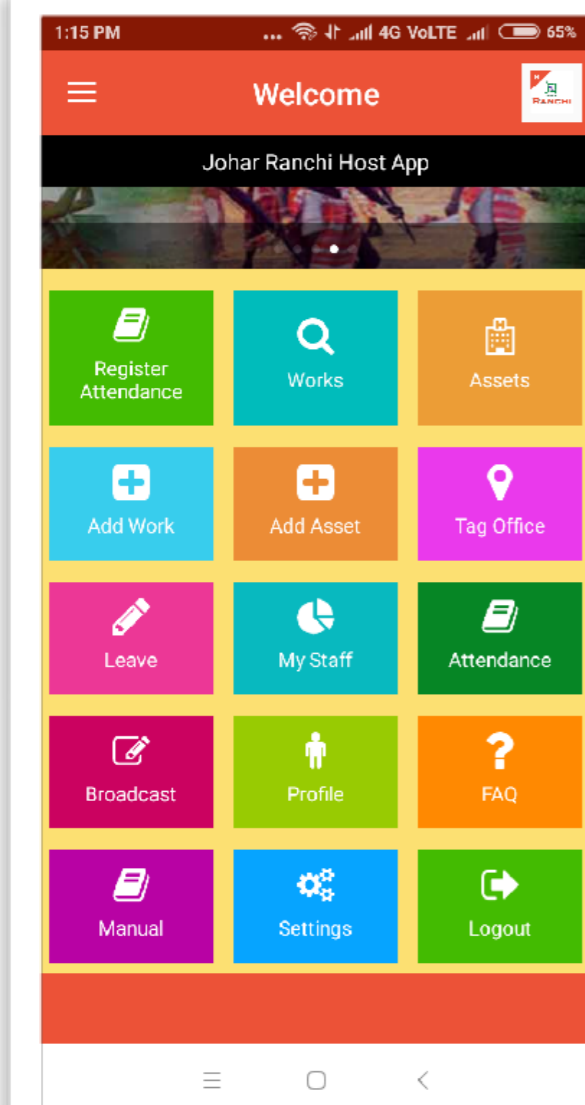 1:15 PM ... 4G VoLTE 65%
Welcome
RANCHI
Johar Ranchi Host App
Register
Attendance
Works
Assets
Add Work
Add Asset
Tag Office
Leave
My Staff
Attendance
Broadcast
Profile
FAQ
Manual
Settings
Logout